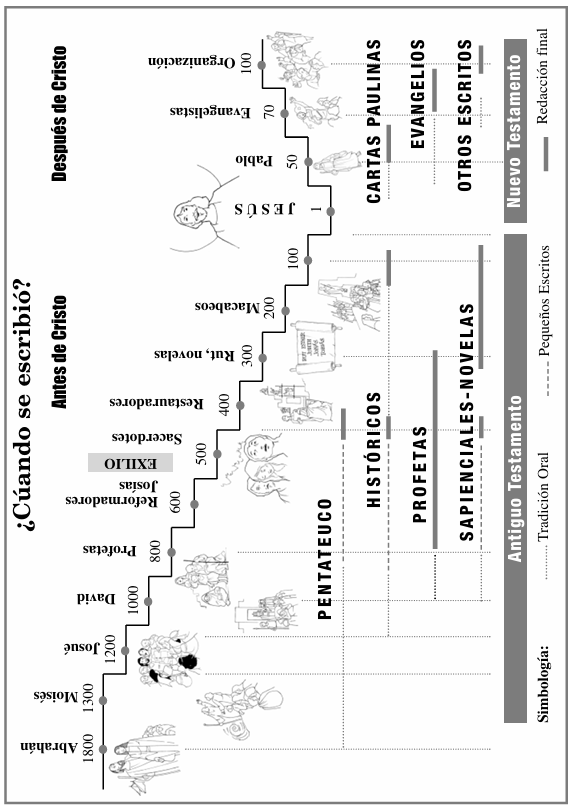 ¿Cúando se escribió?
Antes de Cristo
Después de Cristo
Abrahán
1800
Moisés
1300
Josué
1200
David
1000
Profetas
800
Reformadores
Josías
600
EXILIO
500
Sacerdotes
Restauradores
400
Rut, novelas
300
Macabeos
200
100
JESÚS
1
Pablo
50
Evangelistas
70
Organización
100
PENTATEUCO
HISTÓRICOS
PROFETAS
SAPIENCIALES-NOVELAS
CARTAS PAULINAS
EVANGELIOS
OTROS ESCRITOS
Antiguo Testamento
Nuevo Testamento
Simbología:
Tradición Oral
Pequeños Escritos
Redacción final